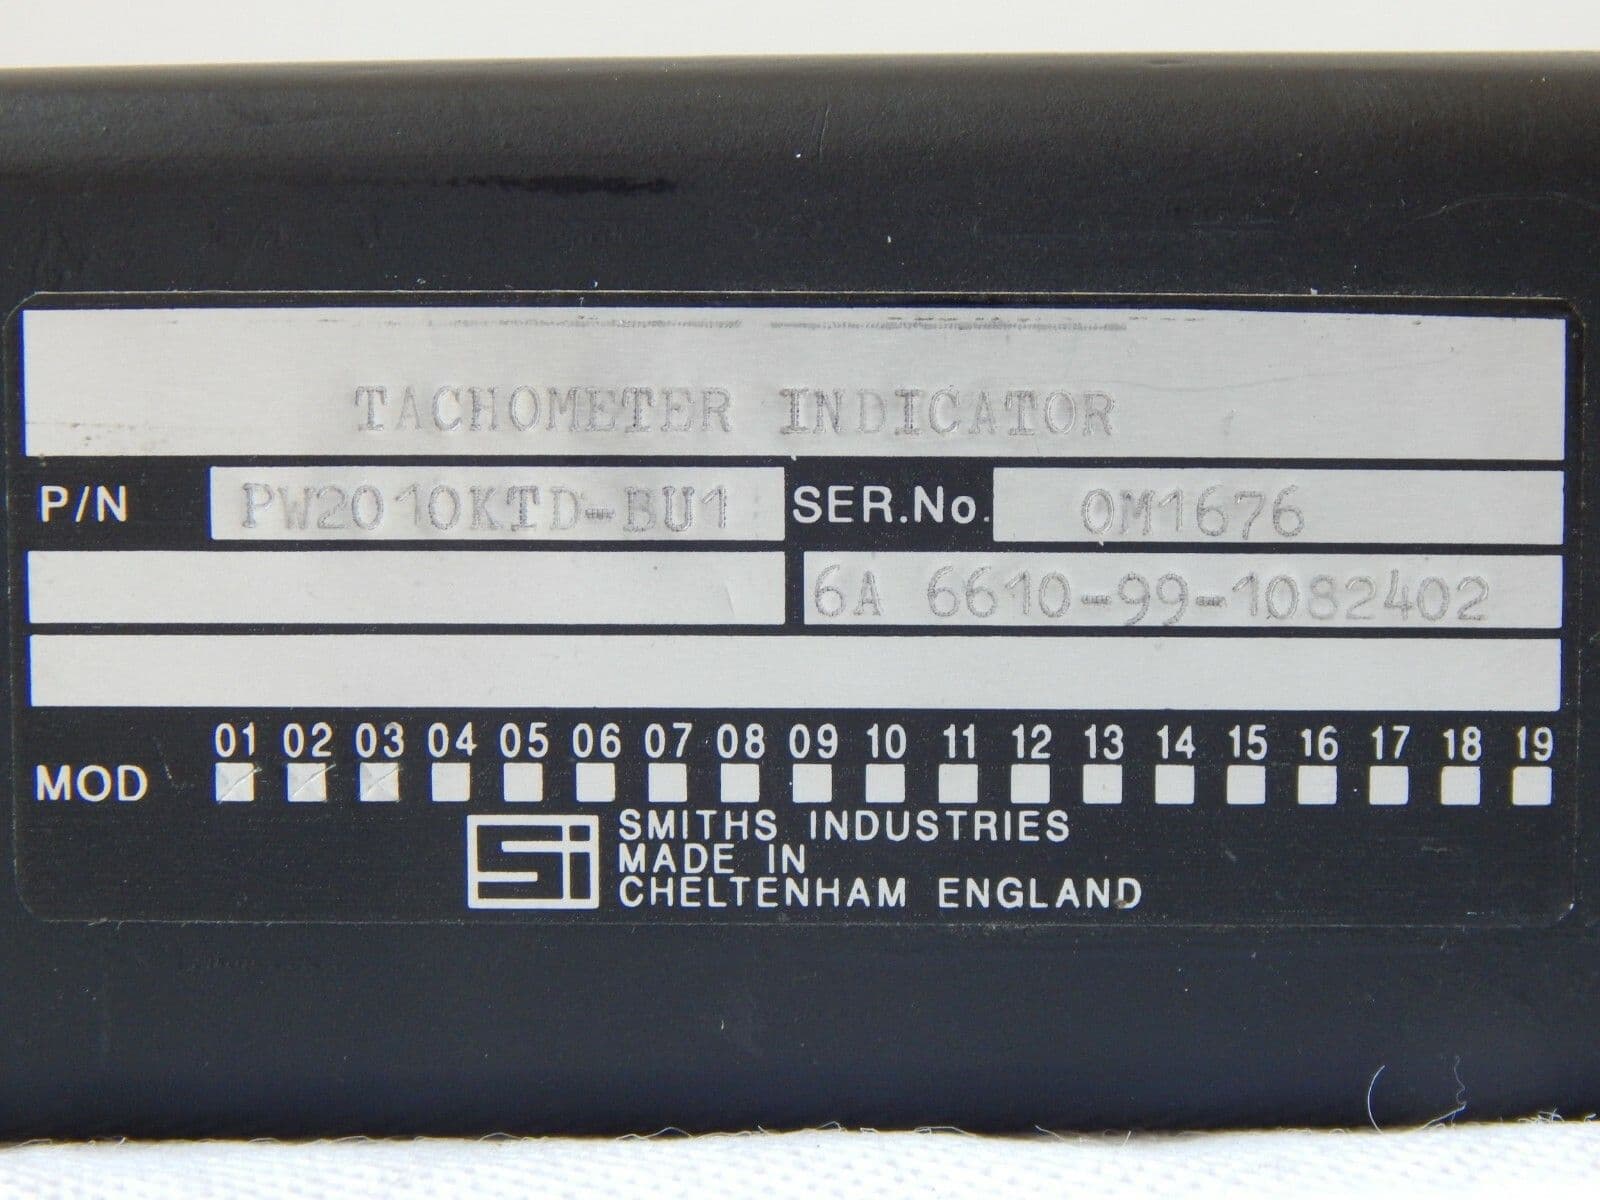 TACHOMETER INDICATOR
P/N PW2010KTD-BU1 SER.No. 0M1676
6A 6610-99-1082402
01 02 03 04 05 06 07 08 09 10 11 12 13 14 15 16 17 18 19
MOD
Si SMITHS INDUSTRIES
MADE IN
CHELTENHAM ENGLAND